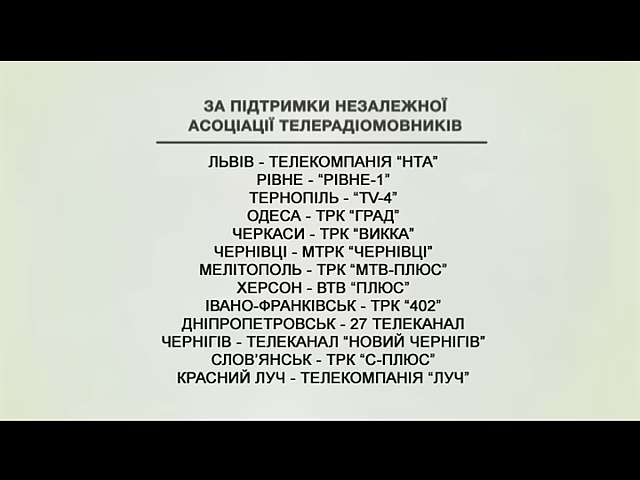 ЗА ПІДТРИМКИ НЕЗАЛЕЖНОЇ
АСОЦІАЦІЇ ТЕЛЕРАДІОМОВНИКІВ
ЛЬВІВ - ТЕЛЕКОМПАНІЯ “НТА”
РІВНЕ - “РІВНЕ-1”
ТЕРНОПІЛЬ - “TV-4”
ОДЕСА - ТРК “ГРАД”
ЧЕРКАСИ - ТРК “ВИККА”
ЧЕРНІВЦІ - МТРК “ЧЕРНІВЦІ”
МЕЛІТОПОЛЬ - ТРК “МТВ-ПЛЮС”
ХЕРСОН - ВТВ “ПЛЮС”
ІВАНО-ФРАНКІВСЬК - ТРК “402”
ДНІПРОПЕТРОВСЬК - 27 ТЕЛЕКАНАЛ
ЧЕРНІГІВ - ТЕЛЕКАНАЛ “НОВИЙ ЧЕРНІГІВ”
СЛОВ’ЯНСЬК - ТРК “С-ПЛЮС”
КРАСНИЙ ЛУЧ - ТЕЛЕКОМПАНІЯ “ЛУЧ”